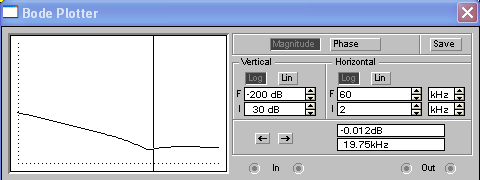 Bode Plotter
Magnitude Phase Save
Vertical Horizontal
Log Lin Log Lin
F -200 dB F 60 kHz
I 30 dB I 2 kHz
← → -0.012dB
19.75kHz
In Out